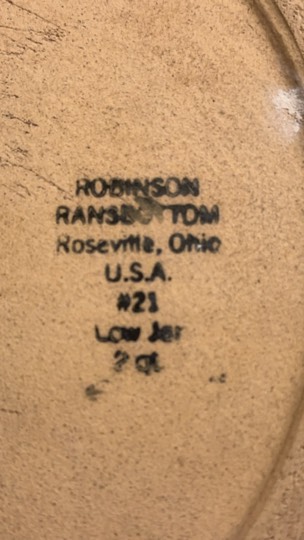 ROBINSON
RANSBOTTOM
Roseville, Ohio
U.S.A.
#21
Low Jar
2 qt